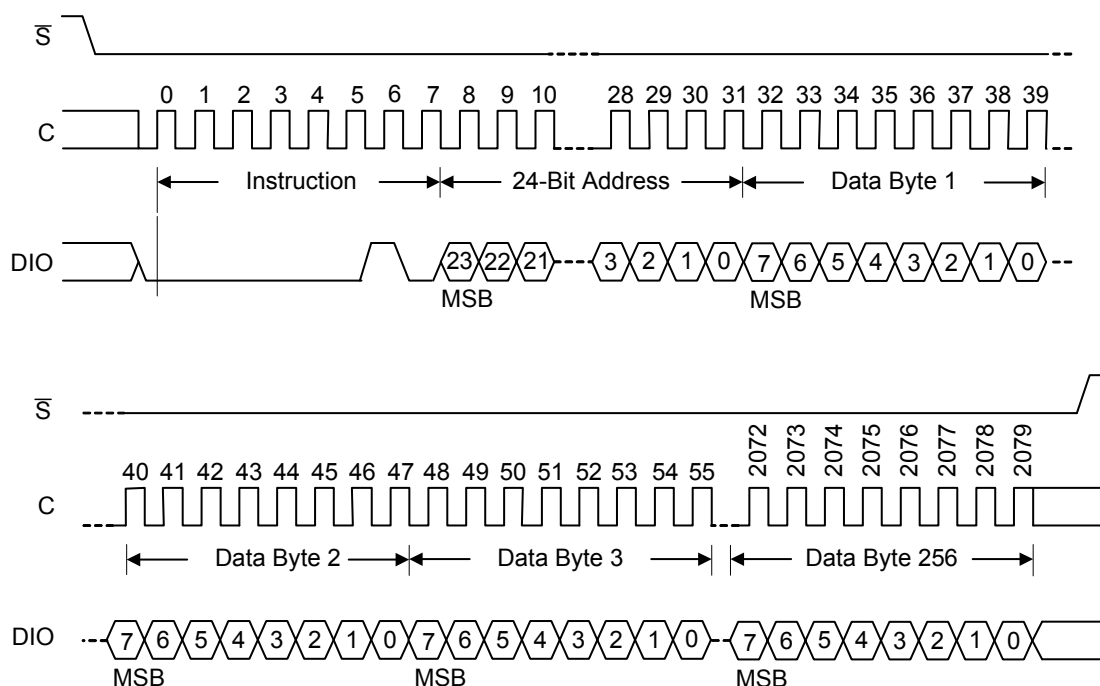 S̅
0 1 2 3 4 5 6 7 8 9 10 28 29 30 31 32 33 34 35 36 37 38 39
C
Instruction 24-Bit Address Data Byte 1
DIO 23 22 21 3 2 1 0 7 6 5 4 3 2 1 0
MSB MSB
S̅
40 41 42 43 44 45 46 47 48 49 50 51 52 53 54 55 2072 2073 2074 2075 2076 2077 2078 2079
C
Data Byte 2 Data Byte 3 Data Byte 256
DIO 7 6 5 4 3 2 1 0 7 6 5 4 3 2 1 0 7 6 5 4 3 2 1 0
MSB MSB MSB